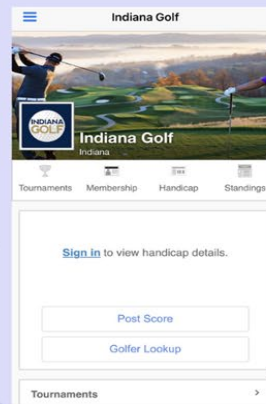 Indiana Golf
INDIANA
GOLF
Indiana Golf
Indiana
Tournaments Membership Handicap Standings
Sign in to view handicap details.
Post Score
Golfer Lookup
Tournaments